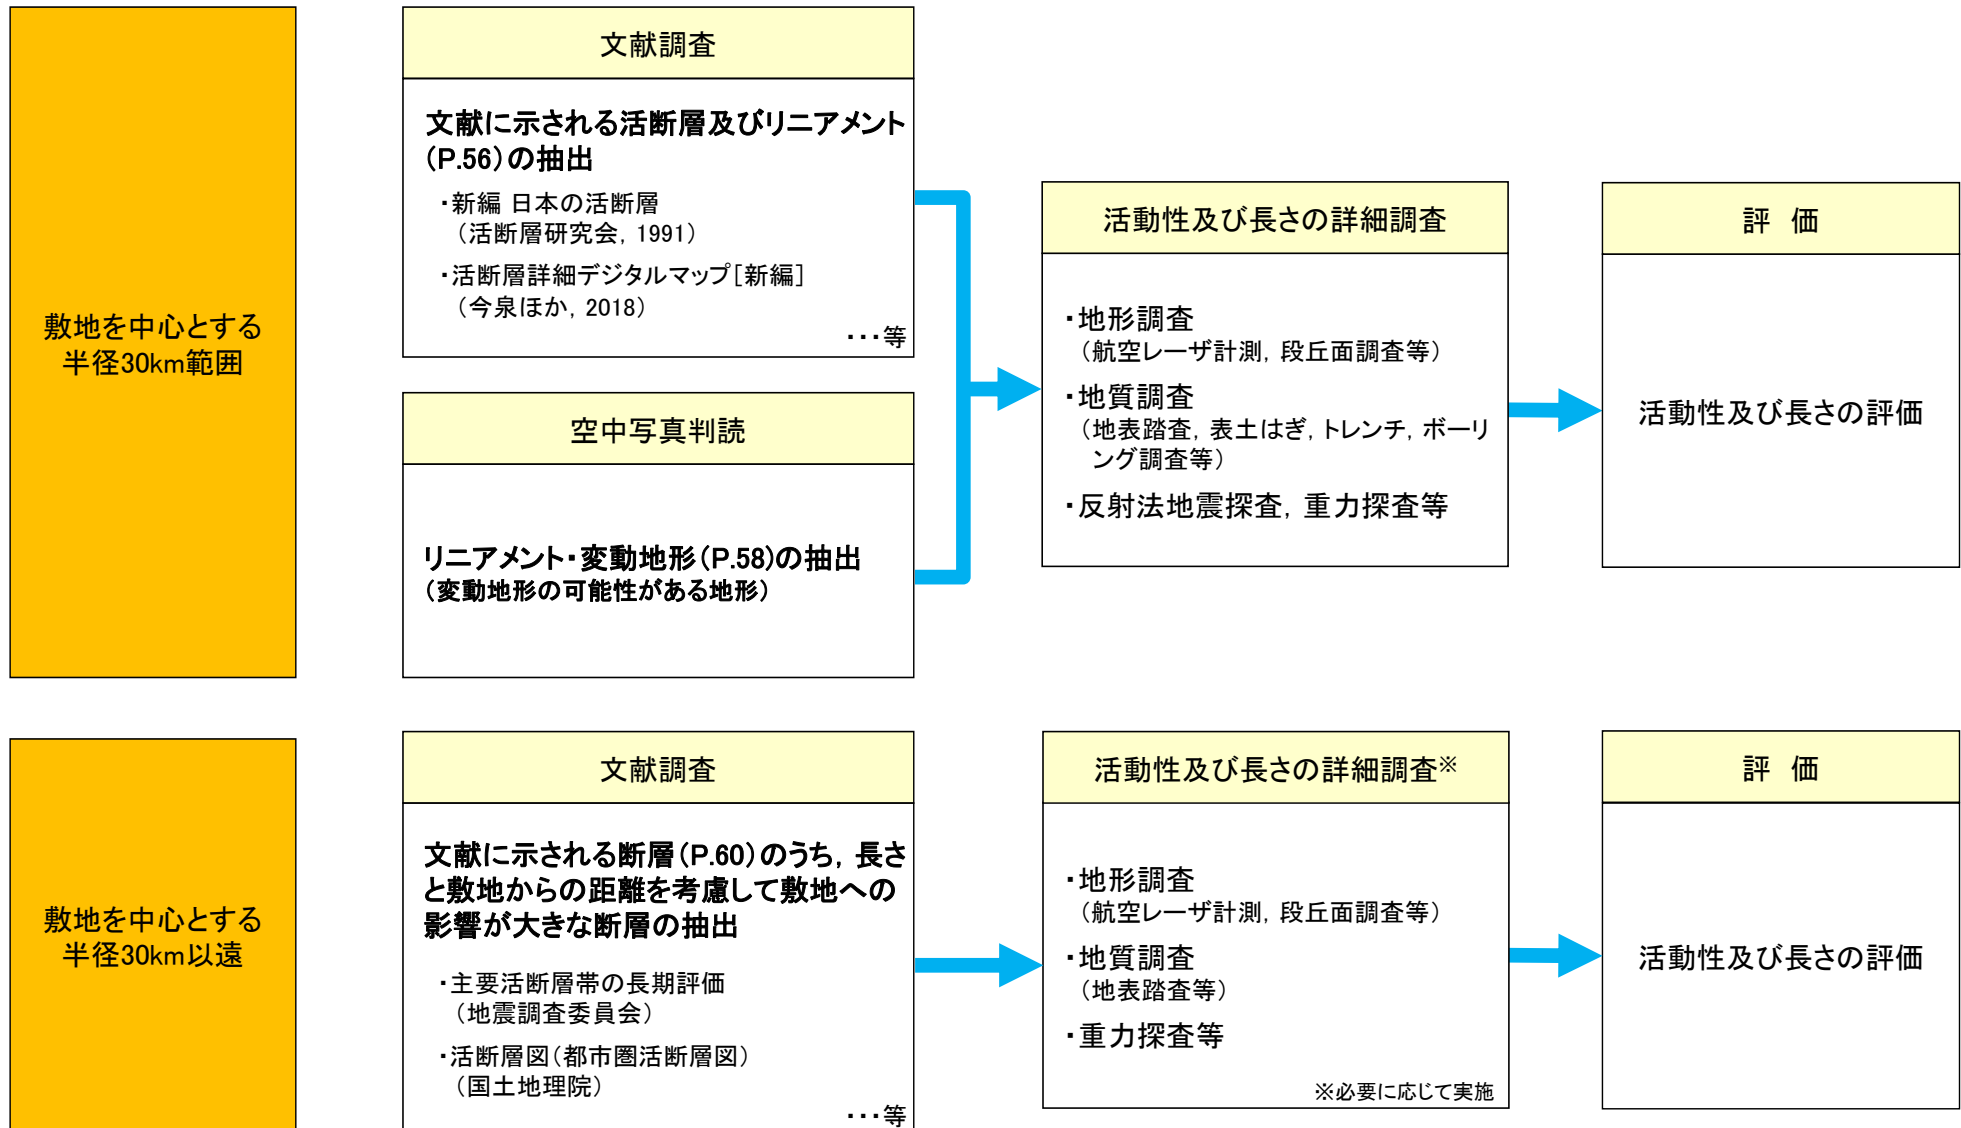 敷地を中心とする
半径30km範囲
文献調査
文献に示される活断層及びリニアメント
(P.56)の抽出
・新編 日本の活断層
（活断層研究会, 1991）
・活断層詳細デジタルマップ[新編]
（今泉ほか, 2018）
・・・等
空中写真判読
リニアメント・変動地形(P.58)の抽出
（変動地形の可能性がある地形）
活動性及び長さの詳細調査
・地形調査
（航空レーザ計測, 段丘面調査等）
・地質調査
（地表踏査, 表土はぎ, トレンチ, ボーリ
ング調査等）
・反射法地震探査, 重力探査等
評 価
活動性及び長さの評価
敷地を中心とする
半径30km以遠
文献調査
文献に示される断層(P.60)のうち, 長さ
と敷地からの距離を考慮して敷地への
影響が大きな断層の抽出
・主要活断層帯の長期評価
（地震調査委員会）
・活断層図(都市圏活断層図)
（国土地理院）
・・・等
活動性及び長さの詳細調査※
・地形調査
（航空レーザ計測, 段丘面調査等）
・地質調査
（地表踏査等）
・重力探査等
※必要に応じて実施
評 価
活動性及び長さの評価